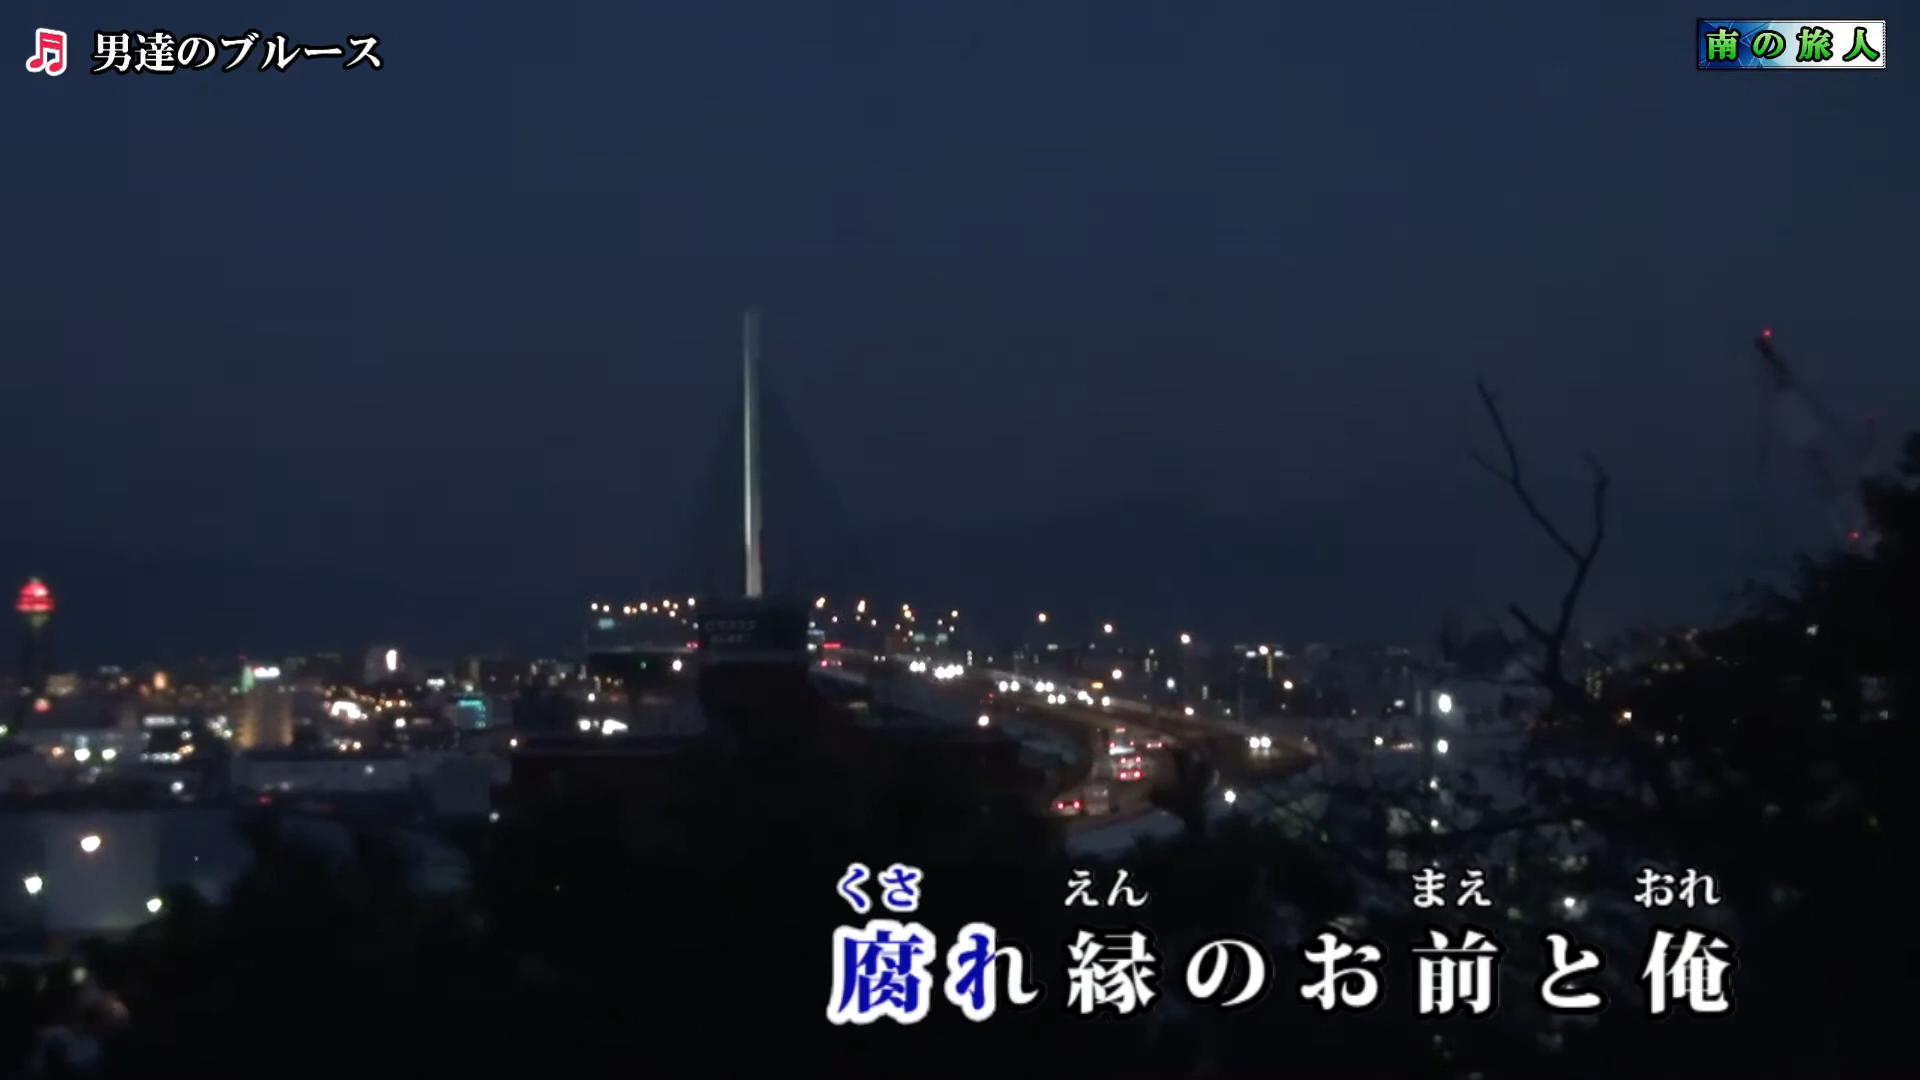 男達のブルース
南の旅人
くさ えん まえ おれ
腐れ縁のお前と俺